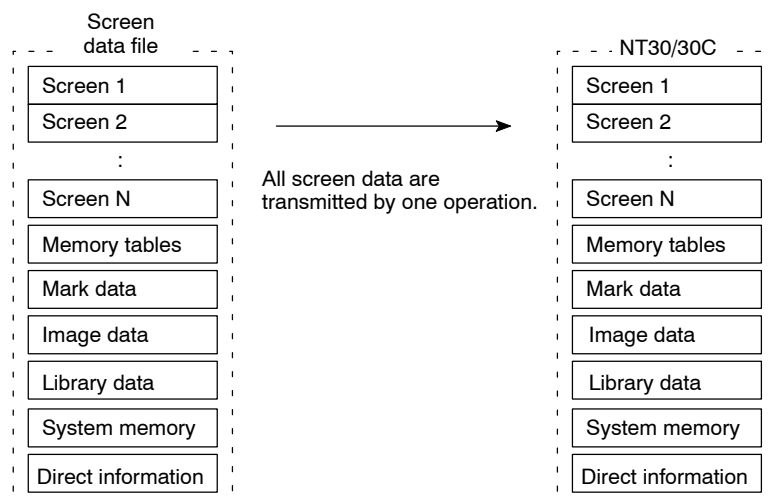 Screen
data file
Screen 1
Screen 2
:
Screen N
Memory tables
Mark data
Image data
Library data
System memory
Direct information
All screen data are
transmitted by one operation.
NT30/30C
Screen 1
Screen 2
:
Screen N
Memory tables
Mark data
Image data
Library data
System memory
Direct information